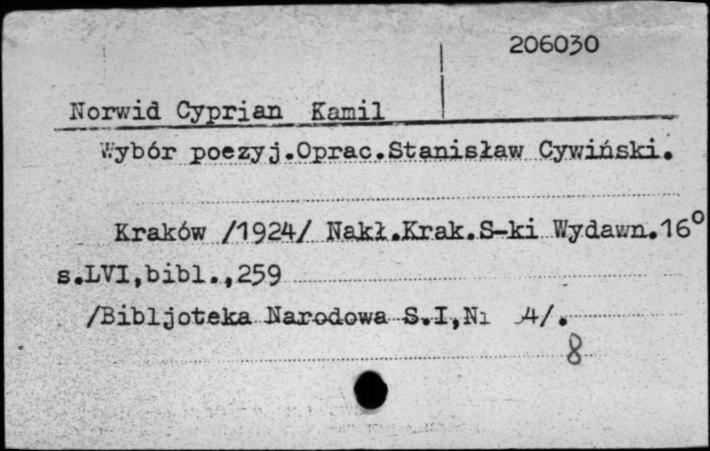 206030
Norwid Cyprian Kamil
Wybór poezyj.Oprac.Stanisław Cywiński.
Kraków /1924/ Nakł.Krak.S-ki Wydawn.16°
s.LVI,bibl.,259
/Bibljoteka Narodowa S.I, 4/.
8